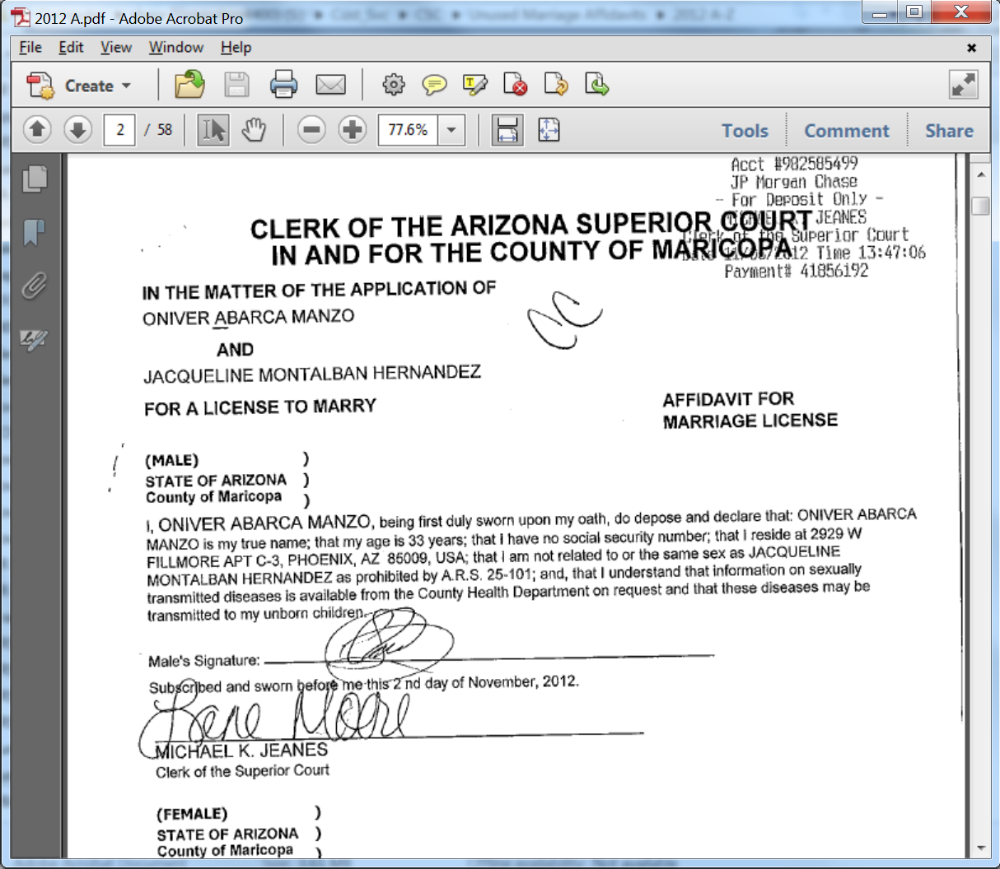 2012 A.pdf - Adobe Acrobat Pro
File Edit View Window Help
Create
2 / 58 77.6% Tools Comment Share
Acct #982585499
JP Morgan Chase
- For Deposit Only -
JEANES
Clerk of the Superior Court
2012 Time 13:47:06
Payment# 41856192
CLERK OF THE ARIZONA SUPERIOR COURT
IN AND FOR THE COUNTY OF MARICOPA
IN THE MATTER OF THE APPLICATION OF
ONIVER ABARCA MANZO
CC
AND
JACQUELINE MONTALBAN HERNANDEZ
FOR A LICENSE TO MARRY
AFFIDAVIT FOR
MARRIAGE LICENSE
(MALE) )
STATE OF ARIZONA )
County of Maricopa )
I, ONIVER ABARCA MANZO, being first duly sworn upon my oath, do depose and declare that: ONIVER ABARCA
MANZO is my true name; that my age is 33 years; that I have no social security number; that I reside at 2929 W
FILLMORE APT C-3, PHOENIX, AZ 85009, USA; that I am not related to or the same sex as JACQUELINE
MONTALBAN HERNANDEZ as prohibited by A.R.S. 25-101; and, that I understand that information on sexually
transmitted diseases is available from the County Health Department on request and that these diseases may be
transmitted to my unborn children.
Male's Signature:
Subscribed and sworn before me this 2 nd day of November, 2012.
Irene Moore
MICHAEL K. JEANES
Clerk of the Superior Court
(FEMALE) )
STATE OF ARIZONA )
County of Maricopa )